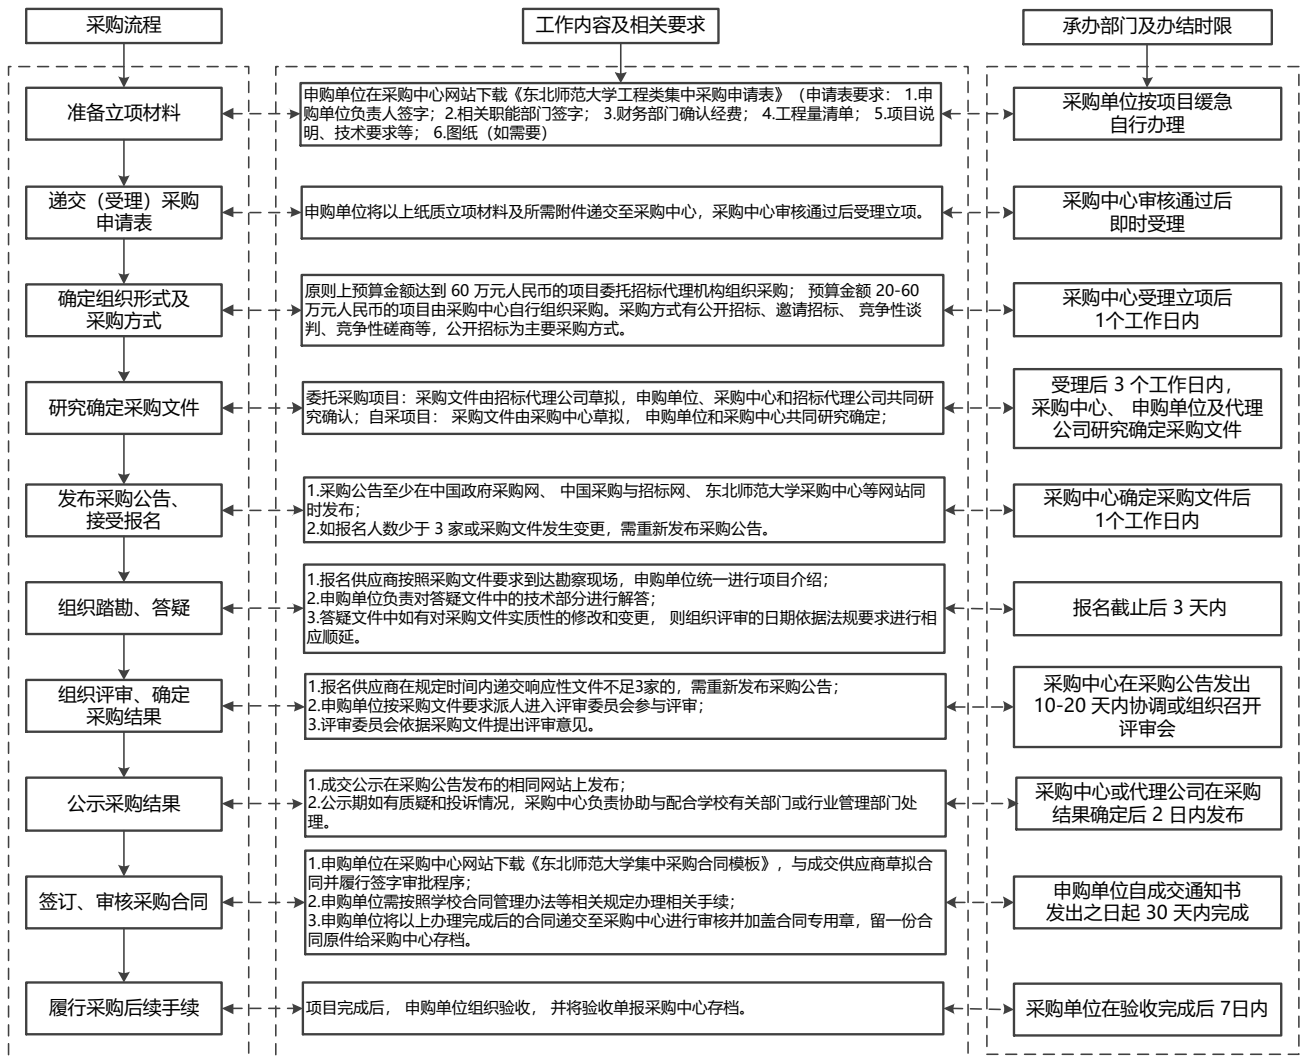 采购流程
工作内容及相关要求
承办部门及办结时限
准备立项材料
申购单位在采购中心网站下载《东北师范大学工程类集中采购申请表》（申请表要求： 1.申
购单位负责人签字；2.相关职能部门签字； 3.财务部门确认经费； 4.工程量清单； 5.项目说
明、技术要求等； 6.图纸（如需要）
采购单位按项目缓急
自行办理
递交（受理）采购
申请表
申购单位将以上纸质立项材料及所需附件递交至采购中心，采购中心审核通过后受理立项。
采购中心审核通过后
即时受理
确定组织形式及
采购方式
原则上预算金额达到 60 万元人民币的项目委托招标代理机构组织采购； 预算金额 20-60
万元人民币的项目由采购中心自行组织采购。采购方式有公开招标、邀请招标、 竞争性谈
判、竞争性磋商等，公开招标为主要采购方式。
采购中心受理立项后
1个工作日内
研究确定采购文件
委托采购项目：采购文件由招标代理公司草拟，申购单位、采购中心和招标代理公司共同研
究确认；自采项目： 采购文件由采购中心草拟， 申购单位和采购中心共同研究确定；
受理后 3 个工作日内，
采购中心、 申购单位及代理
公司研究确定采购文件
发布采购公告、
接受报名
1.采购公告至少在中国政府采购网、 中国采购与招标网、 东北师范大学采购中心等网站同
时发布；
2.如报名人数少于 3 家或采购文件发生变更，需重新发布采购公告。
采购中心确定采购文件后
1个工作日内
组织踏勘、答疑
1.报名供应商按照采购文件要求到达勘察现场，申购单位统一进行项目介绍；
2.申购单位负责对答疑文件中的技术部分进行解答；
3.答疑文件中如有对采购文件实质性的修改和变更， 则组织评审的日期依据法规要求进行相
应顺延。
报名截止后 3 天内
组织评审、确定
采购结果
1.报名供应商在规定时间内递交响应性文件不足3家的，需重新发布采购公告；
2.申购单位按采购文件要求派人进入评审委员会参与评审；
3.评审委员会依据采购文件提出评审意见。
采购中心在采购公告发出
10-20 天内协调或组织召开
评审会
公示采购结果
1.成交公示在采购公告发布的相同网站上发布；
2.公示期如有质疑和投诉情况，采购中心负责协助与配合学校有关部门或行业管理部门处
理。
采购中心或代理公司在采购
结果确定后 2 日内发布
签订、审核采购合同
1.申购单位在采购中心网站下载《东北师范大学集中采购合同模板》，与成交供应商草拟合
同并履行签字审批程序；
2.申购单位需按照学校合同管理办法等相关规定办理相关手续；
3.申购单位将以上办理完成后的合同递交至采购中心进行审核并加盖合同专用章，留一份合
同原件给采购中心存档。
申购单位自成交通知书
发出之日起 30 天内完成
履行采购后续手续
项目完成后， 申购单位组织验收， 并将验收单报采购中心存档。
采购单位在验收完成后 7日内